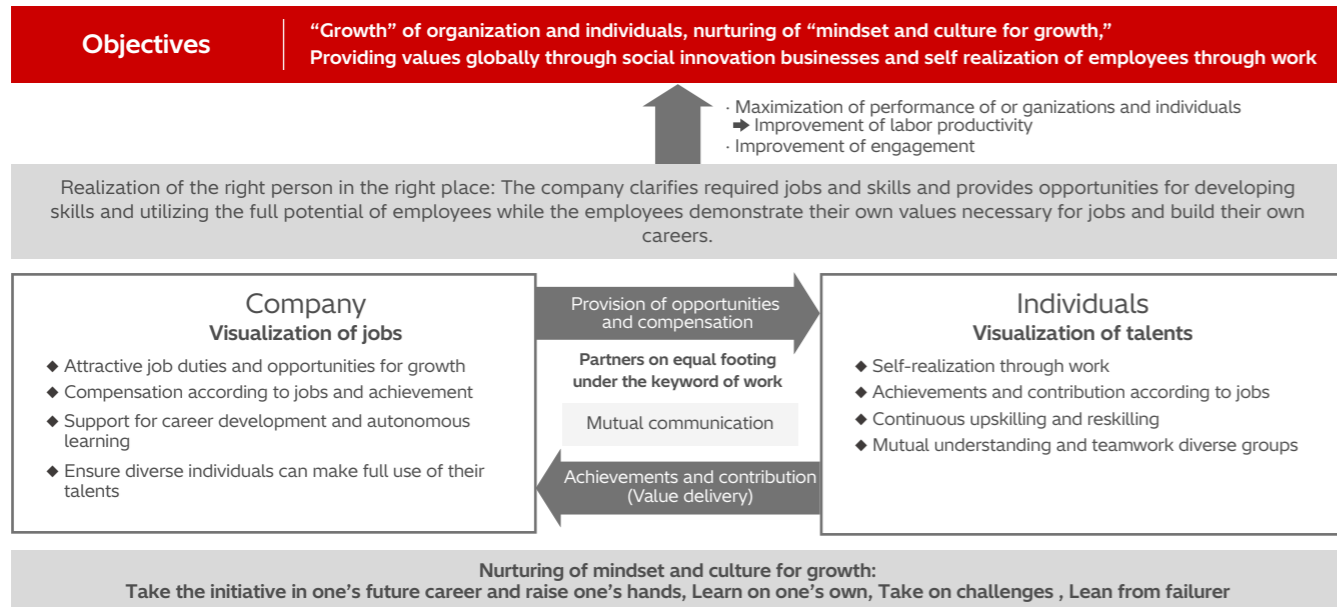 Objectives
“Growth” of organization and individuals, nurturing of “mindset and culture for growth,”
Providing values globally through social innovation businesses and self realization of employees through work
· Maximization of performance of or ganizations and individuals
➡ Improvement of labor productivity
· Improvement of engagement
Realization of the right person in the right place: The company clarifies required jobs and skills and provides opportunities for developing
skills and utilizing the full potential of employees while the employees demonstrate their own values necessary for jobs and build their own
careers.
Company
Visualization of jobs
◆ Attractive job duties and opportunities for growth
◆ Compensation according to jobs and achievement
◆ Support for career development and autonomous
learning
◆ Ensure diverse individuals can make full use of their
talents
Provision of opportunities
and compensation
Partners on equal footing
under the keyword of work
Mutual communication
Achievements and contribution
(Value delivery)
Individuals
Visualization of talents
◆ Self-realization through work
◆ Achievements and contribution according to jobs
◆ Continuous upskilling and reskilling
◆ Mutual understanding and teamwork diverse groups
Nurturing of mindset and culture for growth:
Take the initiative in one’s future career and raise one’s hands, Learn on one’s own, Take on challenges , Lean from failurer